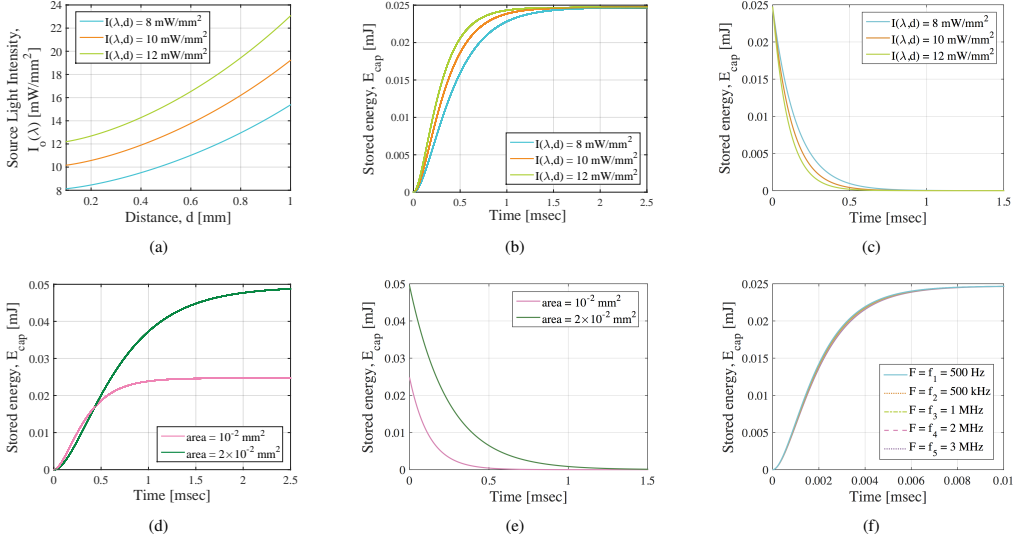 Source Light Intensity,
I_o(λ) [mW/mm²]
24
22
20
18
16
14
12
10
8
I(λ,d) = 8 mW/mm²
I(λ,d) = 10 mW/mm²
I(λ,d) = 12 mW/mm²
0.2
0.4
0.6
0.8
1
Distance, d [mm]
(a)
Stored energy, E_cap [mJ]
0.025
0.02
0.015
0.01
0.005
0
I(λ,d) = 8 mW/mm²
I(λ,d) = 10 mW/mm²
I(λ,d) = 12 mW/mm²
0
0.5
1
1.5
2
2.5
Time [msec]
(b)
Stored energy, E_cap [mJ]
0.025
0.02
0.015
0.01
0.005
0
I(λ,d) = 8 mW/mm²
I(λ,d) = 10 mW/mm²
I(λ,d) = 12 mW/mm²
0
0.5
1
1.5
Time [msec]
(c)
Stored energy, E_cap [mJ]
0.05
0.04
0.03
0.02
0.01
0
area = 10⁻² mm²
area = 2×10⁻² mm²
0
0.5
1
1.5
2
2.5
Time [msec]
(d)
Stored energy, E_cap [mJ]
0.05
0.04
0.03
0.02
0.01
0
area = 10⁻² mm²
area = 2×10⁻² mm²
0
0.5
1
1.5
Time [msec]
(e)
Stored energy, E_cap [mJ]
0.025
0.02
0.015
0.01
0.005
0
F = f₁ = 500 Hz
F = f₂ = 500 kHz
F = f₃ = 1 MHz
F = f₄ = 2 MHz
F = f₅ = 3 MHz
0
0.002
0.004
0.006
0.008
0.01
Time [msec]
(f)